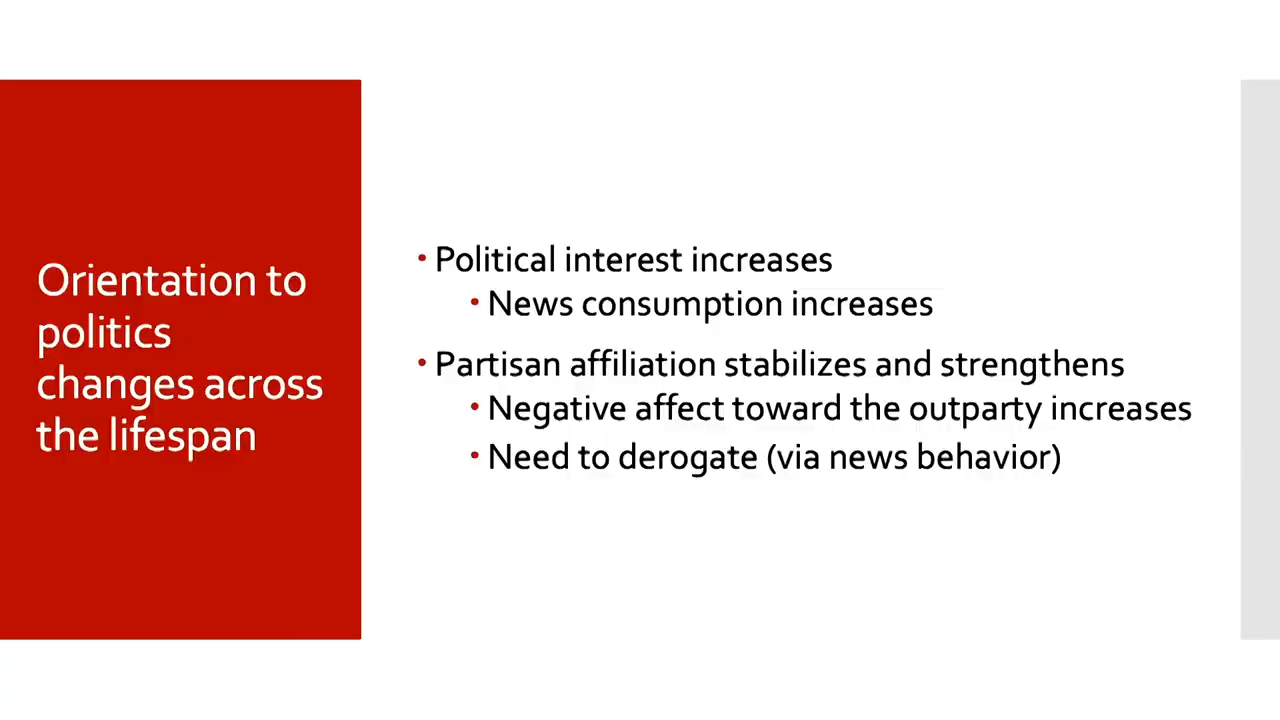 Orientation to
politics
changes across
the lifespan
• Political interest increases
• News consumption increases
• Partisan affiliation stabilizes and strengthens
• Negative affect toward the outparty increases
• Need to derogate (via news behavior)